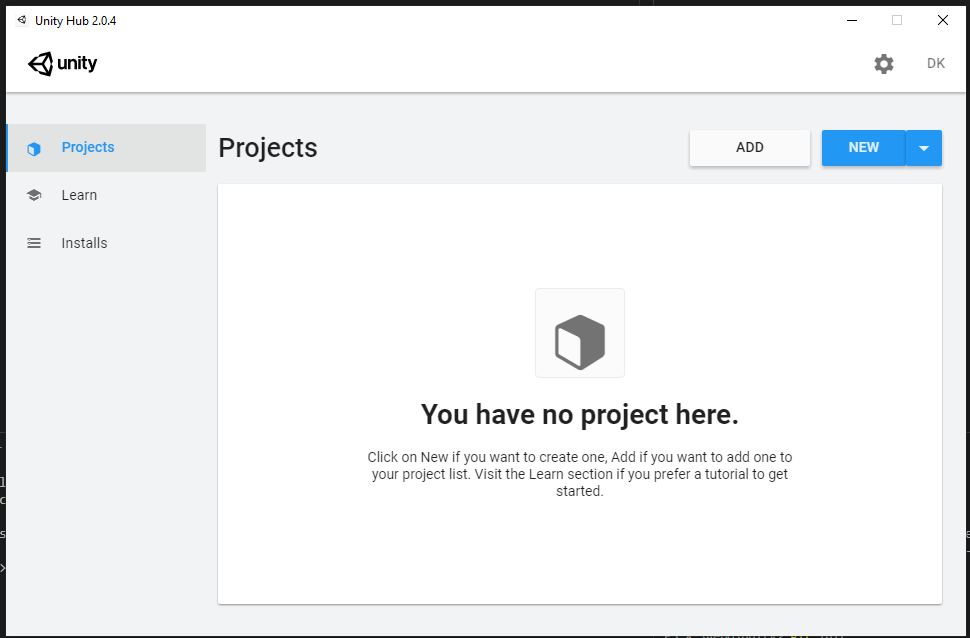 Unity Hub 2.0.4
unity
DK
Projects
Learn
Installs
Projects
ADD
NEW
You have no project here.
Click on New if you want to create one, Add if you want to add one to
your project list. Visit the Learn section if you prefer a tutorial to get
started.